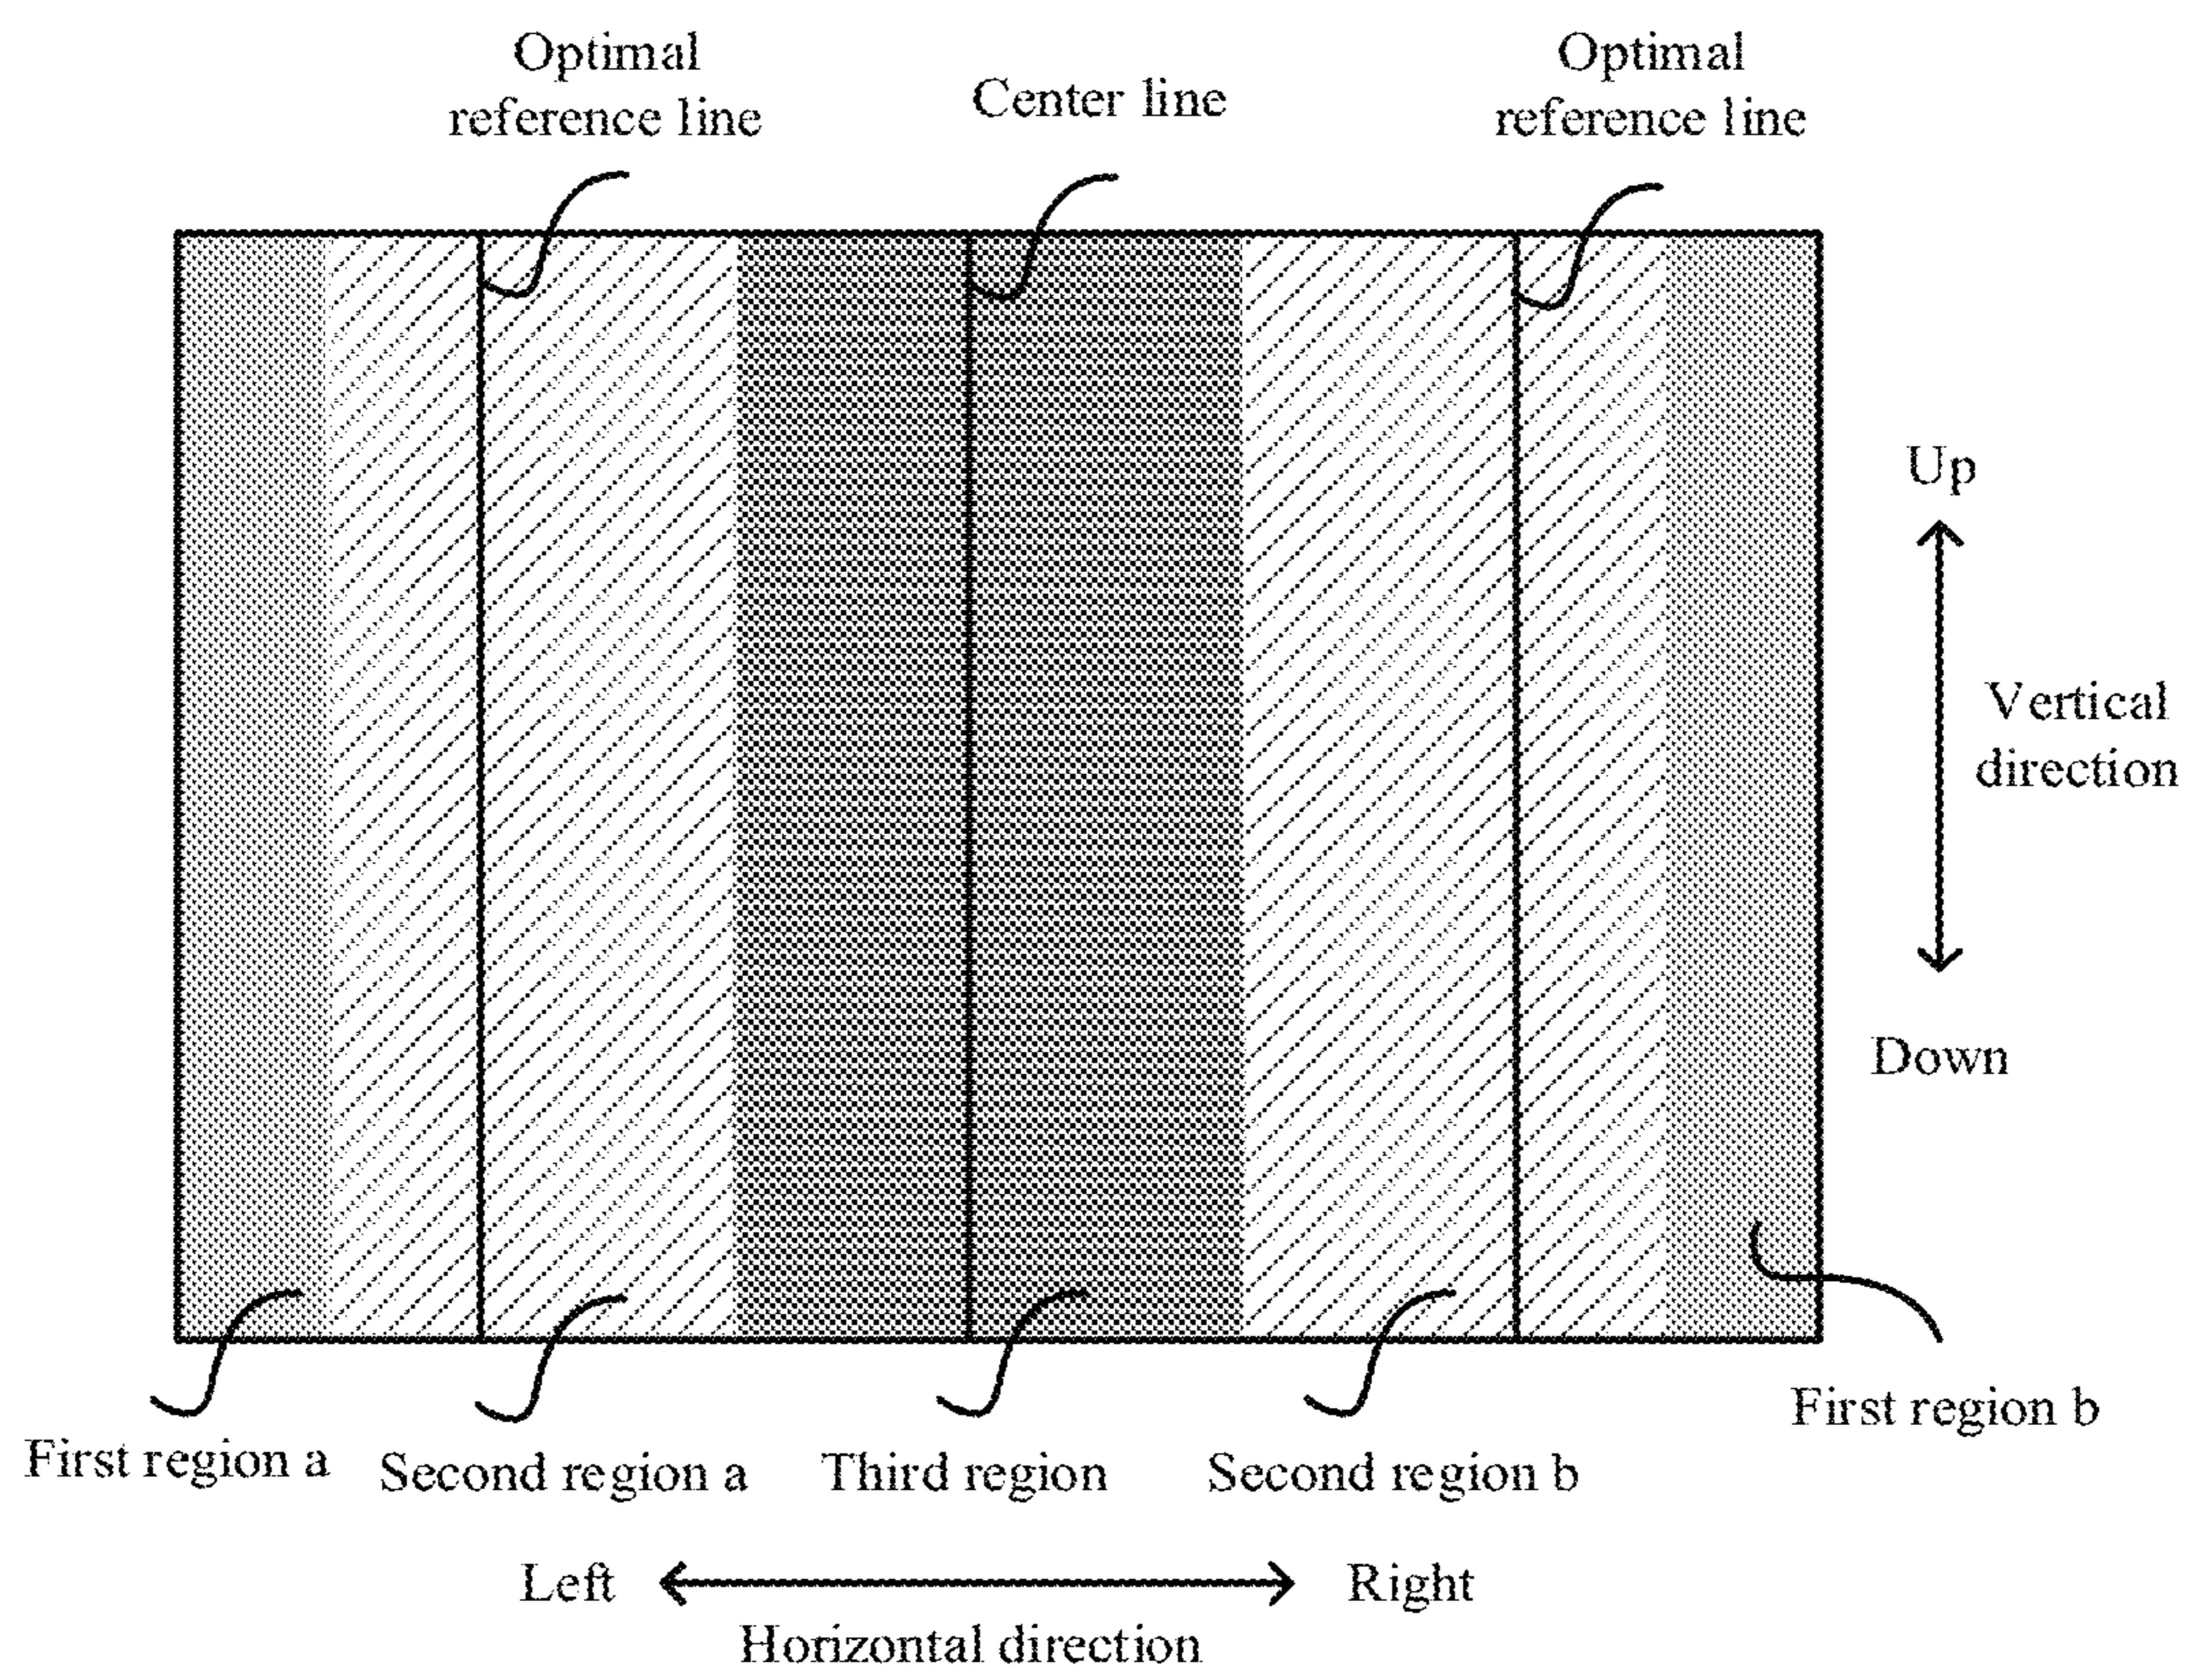 Optimal
reference line
Center line
Optimal
reference line
Up
Vertical
direction
Down
First region a
Second region a
Third region
Second region b
First region b
Left
Right
Horizontal direction